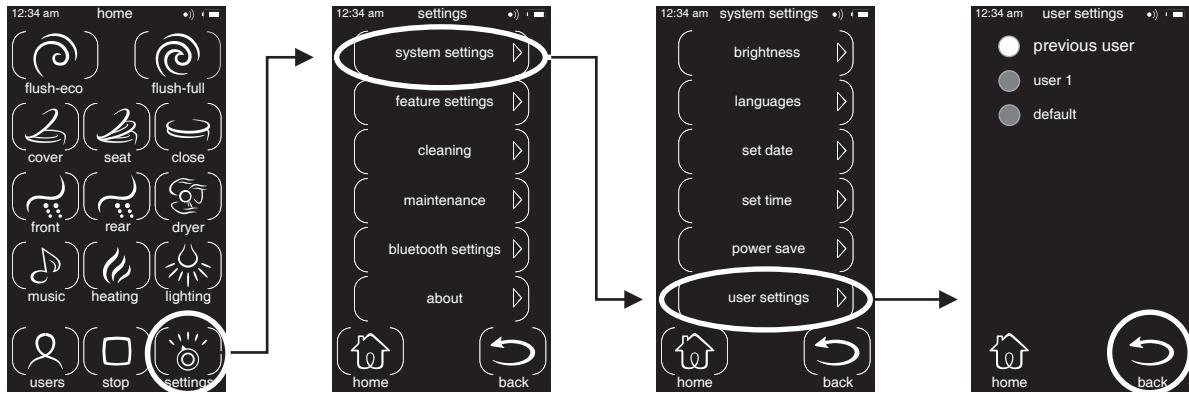 12:34 am home
flush-eco flush-full
cover seat close
front rear dryer
music heating lighting
users stop settings
12:34 am settings
system settings
feature settings
cleaning
maintenance
bluetooth settings
about
home back
12:34 am system settings
brightness
languages
set date
set time
power save
user settings
home back
12:34 am user settings
previous user
user 1
default
home back